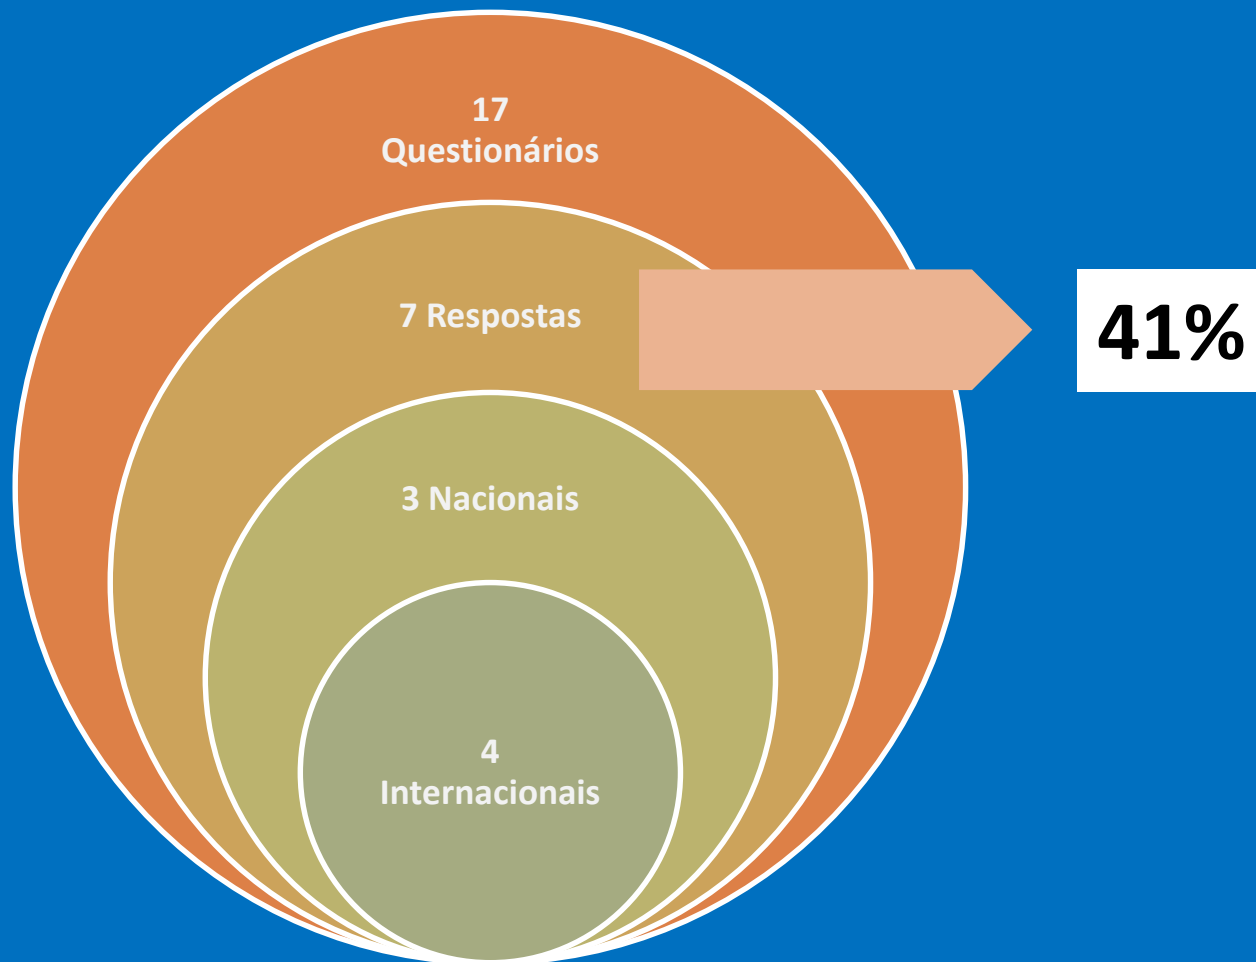 17
Questionários
7 Respostas
41%
3 Nacionais
4
Internacionais